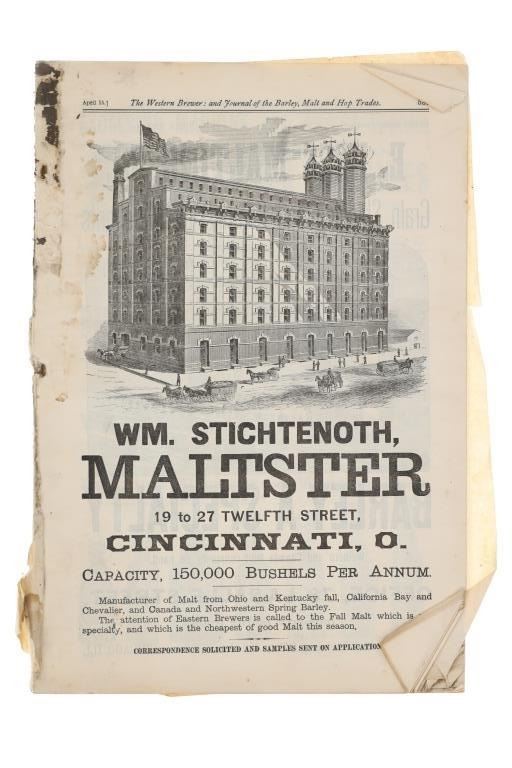 April 15,
The Western Brewer: and Journal of the Barley, Malt and Hop Trades.
WM. STICHTENOTH,
MALTSTER
19 to 27 TWELFTH STREET,
CINCINNATI, O.
CAPACITY, 150,000 BUSHELS PER ANNUM.
Manufacturer of Malt from Ohio and Kentucky fall, California Bay and
Chevalier, and Canada and Northwestern Spring Barley.
The attention of Eastern Brewers is called to the Fall Malt which is
specialty, and which is the cheapest of good Malt this season,
CORRESPONDENCE SOLICITED AND SAMPLES SENT ON APPLICATION